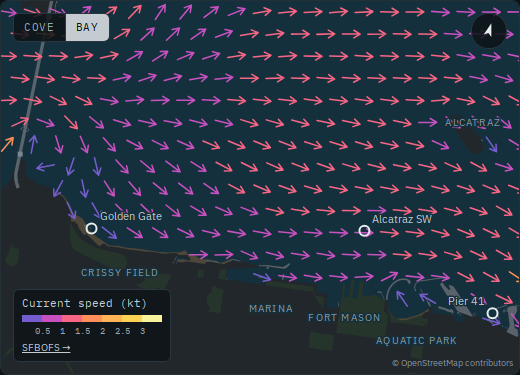 COVE BAY
ALCATRAZ
Golden Gate
Alcatraz SW
CRISSY FIELD
Current speed (kt)
0.5 1 1.5 2 2.5 3
SFBOFS →
MARINA
FORT MASON
Pier 41
AQUATIC PARK
© OpenStreetMap contributors